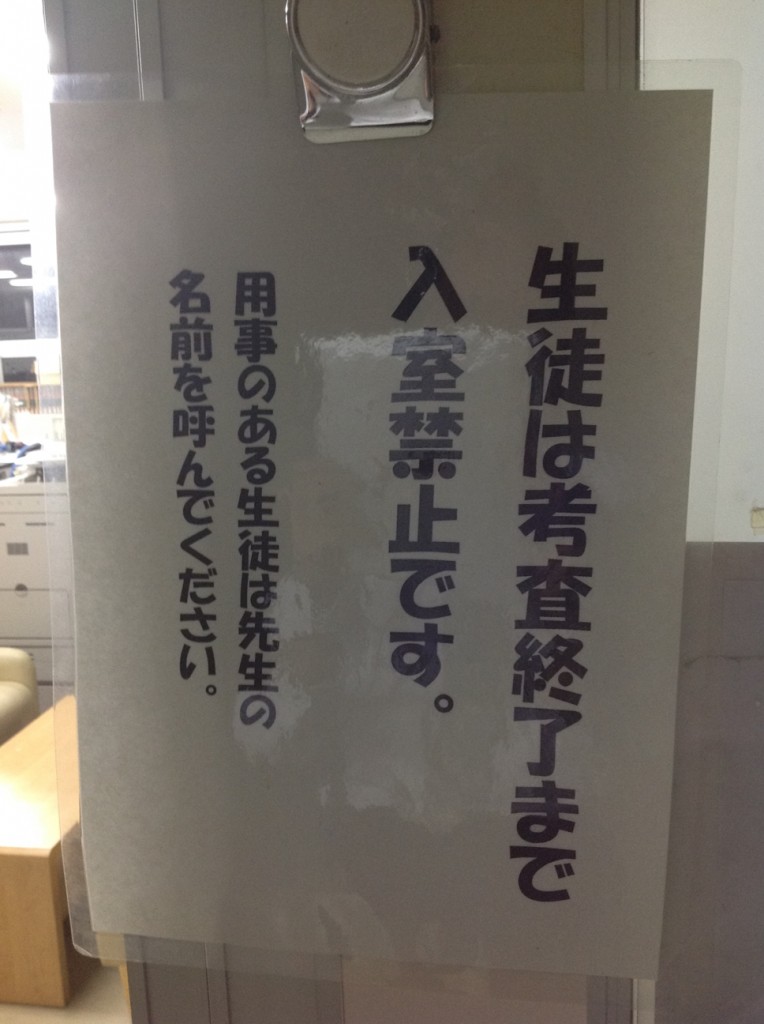 生徒は考査終了まで
入室禁止です。
用事のある生徒は先生の
名前を呼んでください。